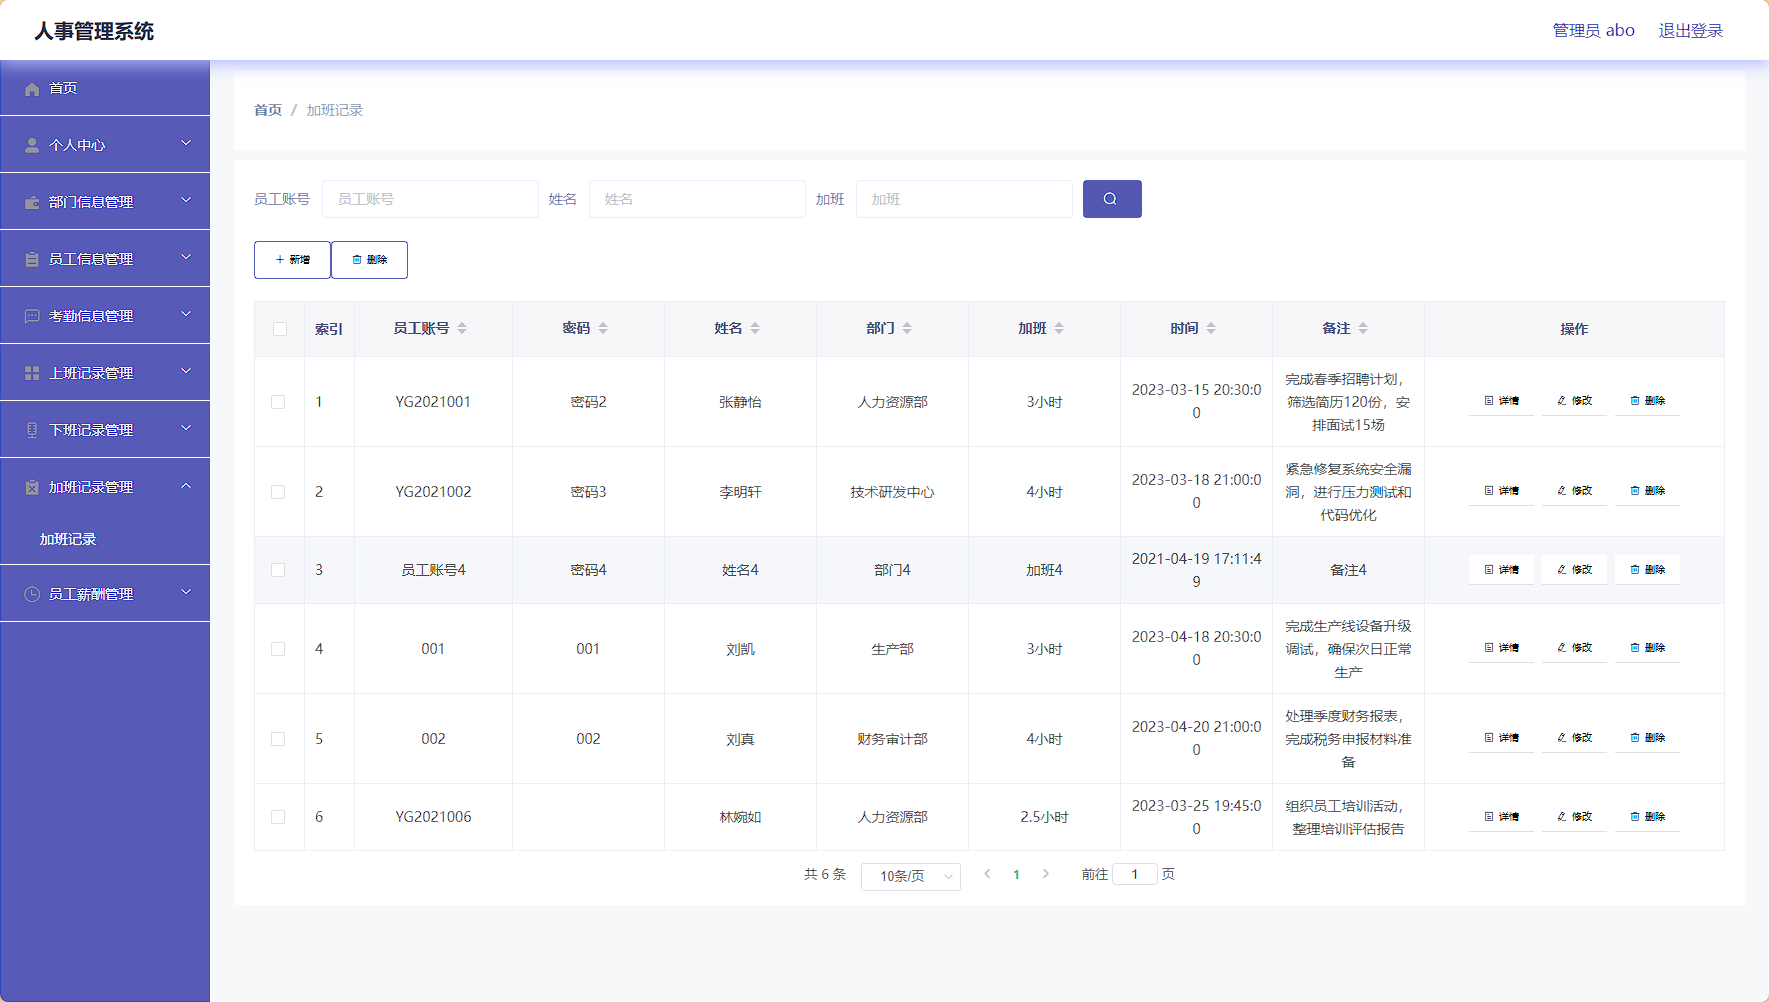 人事管理系统
管理员 abo
退出登录
首页
个人中心
部门信息管理
员工信息管理
考勤信息管理
上班记录管理
下班记录管理
加班记录管理
加班记录
员工薪酬管理
首页 / 加班记录
员工账号 员工账号 姓名 姓名 加班 加班
新增 删除
索引 员工账号 密码 姓名 部门 加班 时间 备注 操作
1 YG2021001 密码2 张静怡 人力资源部 3小时 2023-03-15 20:30:0
0
完成春季招聘计划，
筛选简历120份，安
排面试15场
详情 修改 删除
2 YG2021002 密码3 李明轩 技术研发中心 4小时 2023-03-18 21:00:0
0
紧急修复系统安全漏
洞，进行压力测试和
代码优化
详情 修改 删除
3 员工账号4 密码4 姓名4 部门4 加班4 2021-04-19 17:11:4
9
备注4
详情 修改 删除
4 001 001 刘凯 生产部 3小时 2023-04-18 20:30:0
0
完成生产线设备升级
调试，确保次日正常
生产
详情 修改 删除
5 002 002 刘真 财务审计部 4小时 2023-04-20 21:00:0
0
处理季度财务报表，
完成税务申报材料准
备
详情 修改 删除
6 YG2021006 林婉如 人力资源部 2.5小时 2023-03-25 19:45:0
0
组织员工培训活动，
整理培训评估报告
详情 修改 删除
共 6 条 10条/页 1 前往 1 页